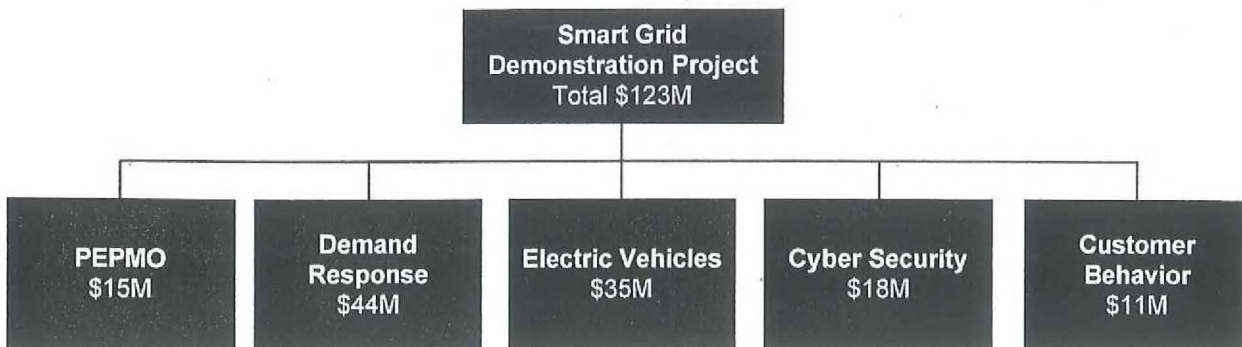 Smart Grid
Demonstration Project
Total $123M
PEPMO
$15M
Demand
Response
$44M
Electric Vehicles
$35M
Cyber Security
$18M
Customer
Behavior
$11M